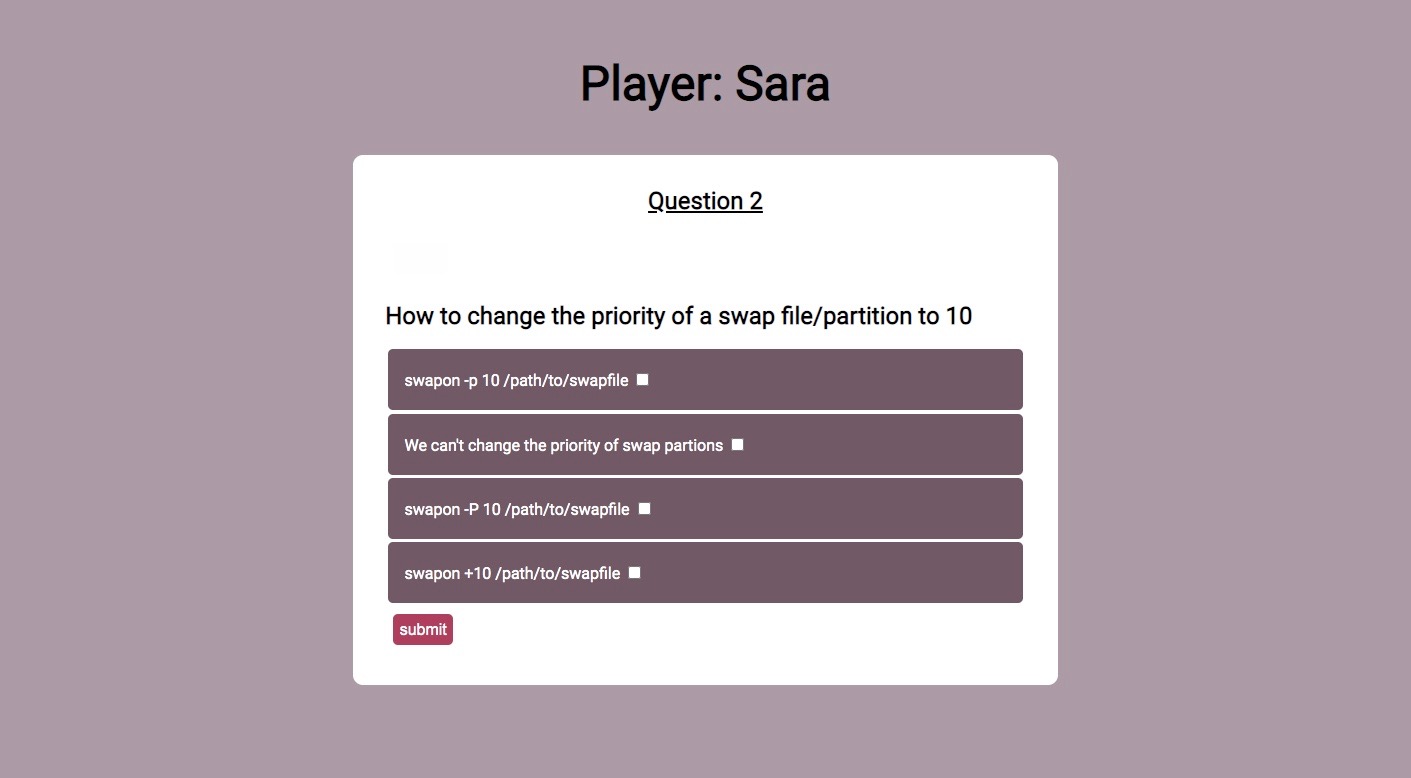 Player: Sara
Question 2
How to change the priority of a swap file/partition to 10
swapon -p 10 /path/to/swapfile
We can't change the priority of swap partions
swapon -P 10 /path/to/swapfile
swapon +10 /path/to/swapfile
submit